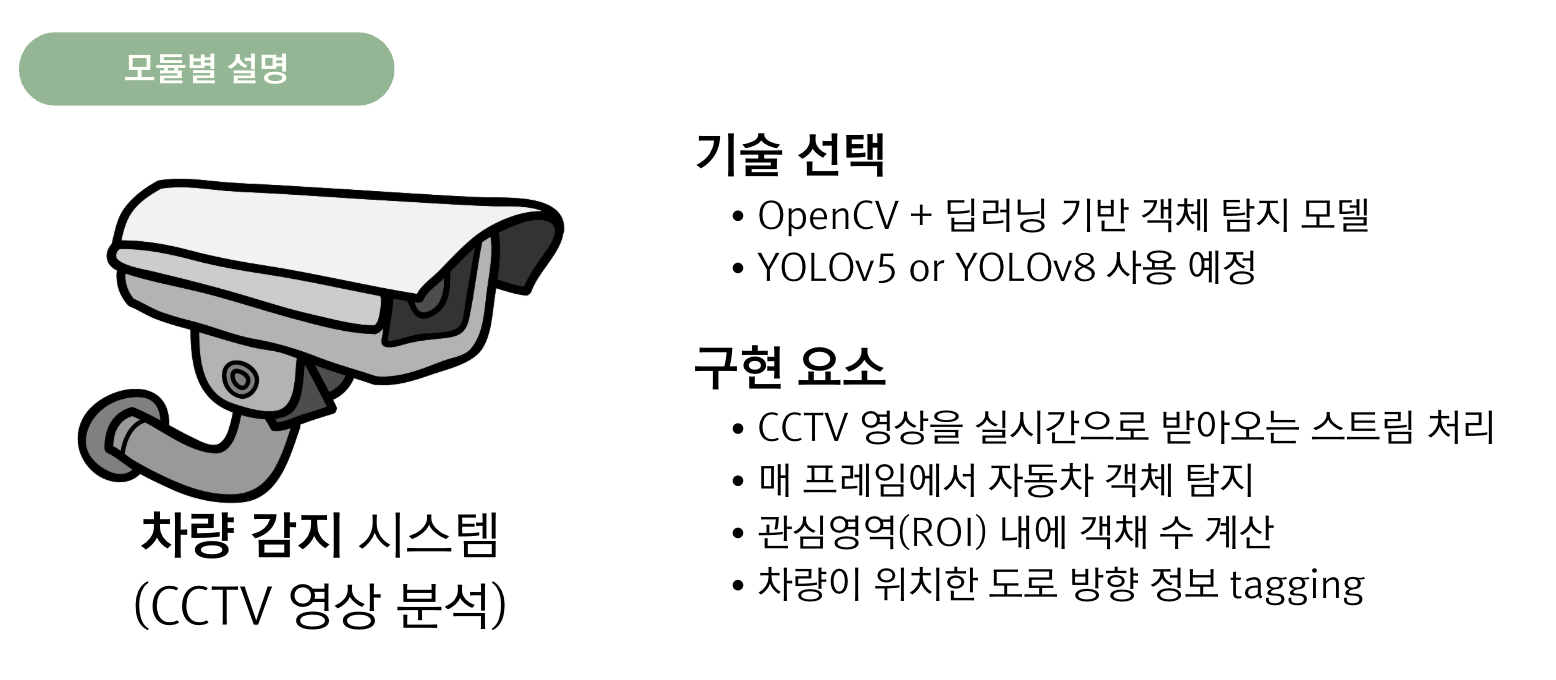 모듈별 설명
차량 감지 시스템
(CCTV 영상 분석)
기술 선택
• OpenCV + 딥러닝 기반 객체 탐지 모델
• YOLOv5 or YOLOv8 사용 예정
구현 요소
• CCTV 영상을 실시간으로 받아오는 스트림 처리
• 매 프레임에서 자동차 객체 탐지
• 관심영역(ROI) 내에 객채 수 계산
• 차량이 위치한 도로 방향 정보 tagging